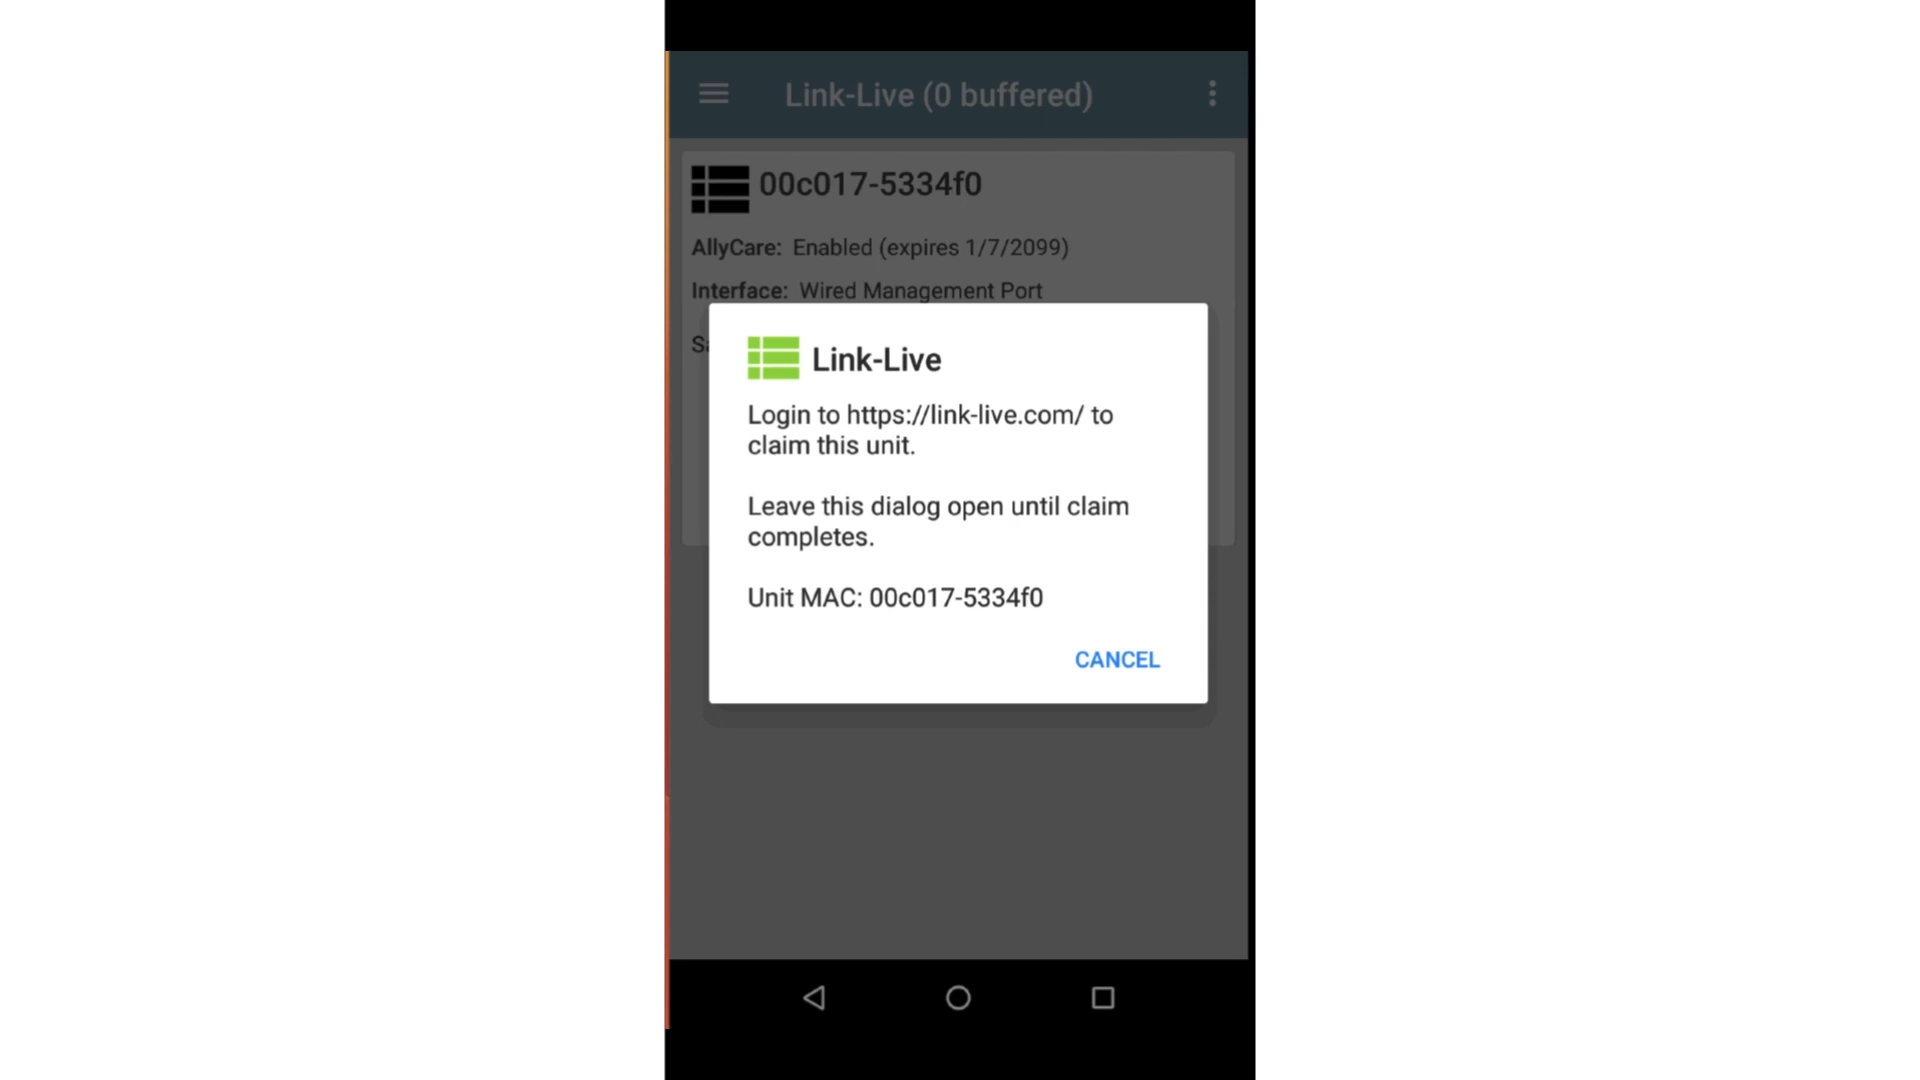 Link-Live (0 buffered)
00c017-5334f0
AllyCare: Enabled (expires 1/7/2099)
Interface: Wired Management Port
Link-Live
Login to https://link-live.com/ to
claim this unit.
Leave this dialog open until claim
completes.
Unit MAC: 00c017-5334f0
CANCEL